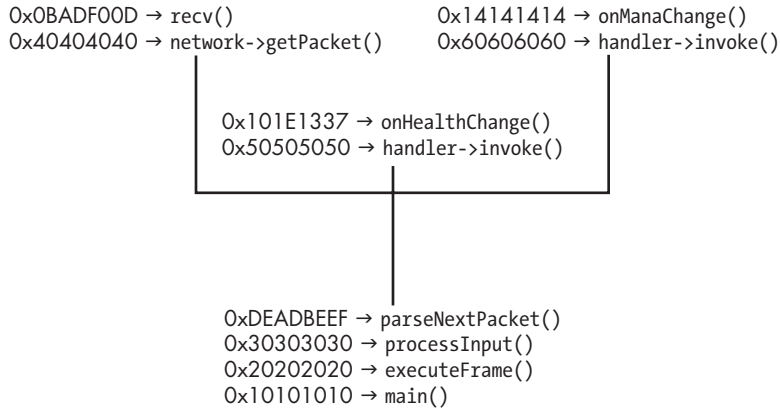 0x0BADF00D → recv()
0x40404040 → network->getPacket()
0x14141414 → onManaChange()
0x60606060 → handler->invoke()
0x101E1337 → onHealthChange()
0x50505050 → handler->invoke()
0xDEADBEEF → parseNextPacket()
0x30303030 → processInput()
0x20202020 → executeFrame()
0x10101010 → main()